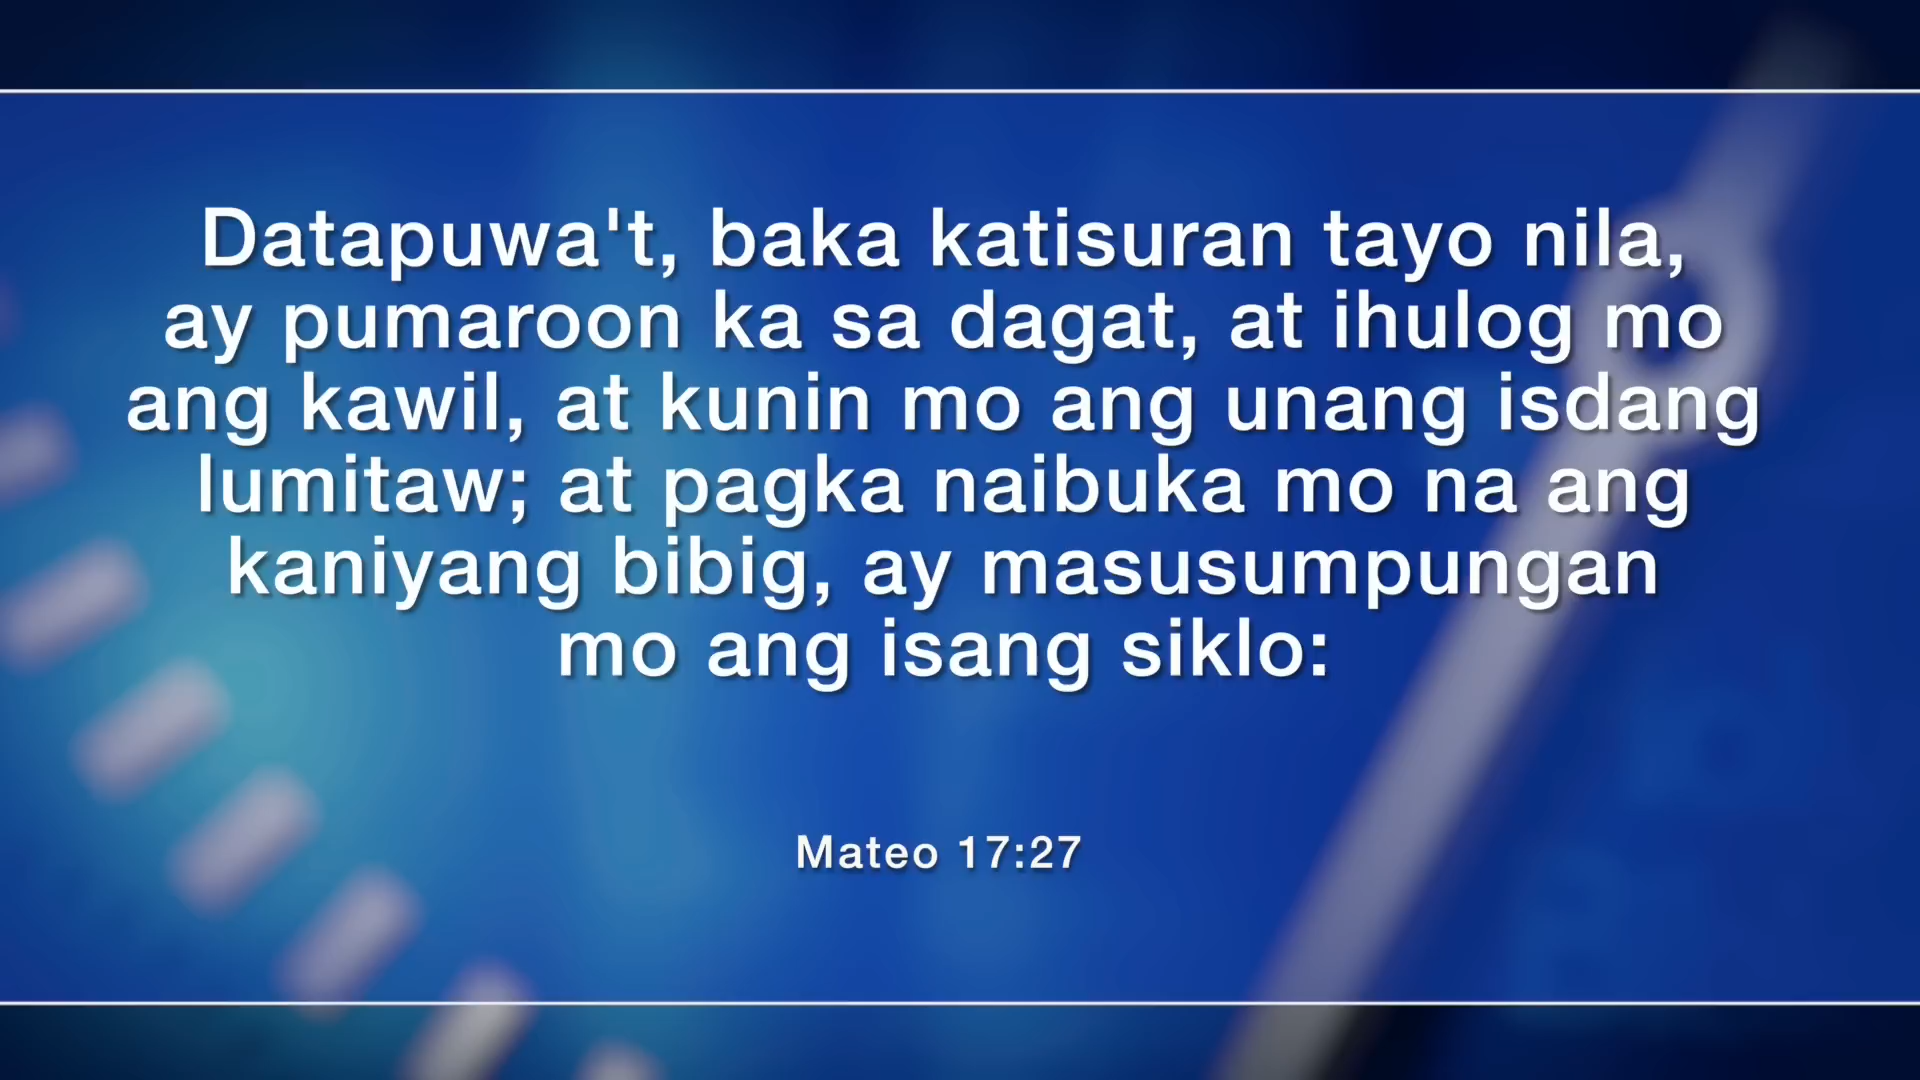 Datapuwa't, baka katisuran tayo nila,
ay pumaroon ka sa dagat, at ihulog mo
ang kawil, at kunin mo ang unang isdang
lumitaw; at pagka naibuka mo na ang
kaniyang bibig, ay masusumpungan
mo ang isang siklo:
Mateo 17:27